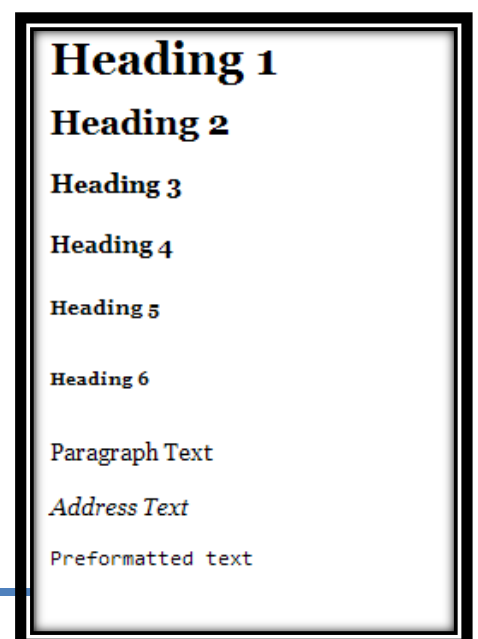 Heading 1
Heading 2
Heading 3
Heading 4
Heading 5
Heading 6
Paragraph Text
Address Text
Preformatted text